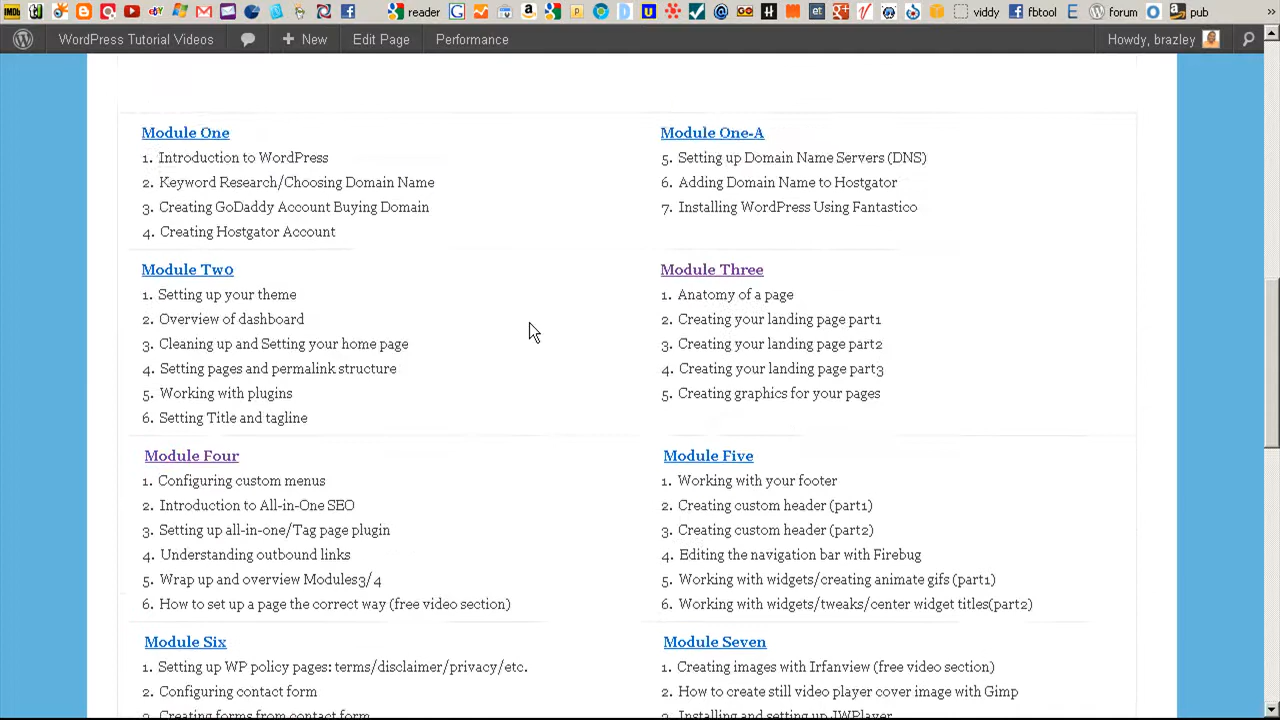 reader
viddy
fbtool
forum
pub
WordPress Tutorial Videos
New
Edit Page
Performance
Howdy, brazley
Module One
1. Introduction to WordPress
2. Keyword Research/Choosing Domain Name
3. Creating GoDaddy Account Buying Domain
4. Creating Hostgator Account
Module One-A
5. Setting up Domain Name Servers (DNS)
6. Adding Domain Name to Hostgator
7. Installing WordPress Using Fantastico
Module Two
1. Setting up your theme
2. Overview of dashboard
3. Cleaning up and Setting your home page
4. Setting pages and permalink structure
5. Working with plugins
6. Setting Title and tagline
Module Three
1. Anatomy of a page
2. Creating your landing page part1
3. Creating your landing page part2
4. Creating your landing page part3
5. Creating graphics for your pages
Module Four
1. Configuring custom menus
2. Introduction to All-in-One SEO
3. Setting up all-in-one/Tag page plugin
4. Understanding outbound links
5. Wrap up and overview Modules3/4
6. How to set up a page the correct way (free video section)
Module Five
1. Working with your footer
2. Creating custom header (part1)
3. Creating custom header (part2)
4. Editing the navigation bar with Firebug
5. Working with widgets/creating animate gifs (part1)
6. Working with widgets/tweaks/center widget titles(part2)
Module Six
1. Setting up WP policy pages: terms/disclaimer/privacy/etc.
2. Configuring contact form
3. Creating forms from contact form
Module Seven
1. Creating images with Irfanview (free video section)
2. How to create still video player cover image with Gimp
3. Installing and setting up JWPlayer